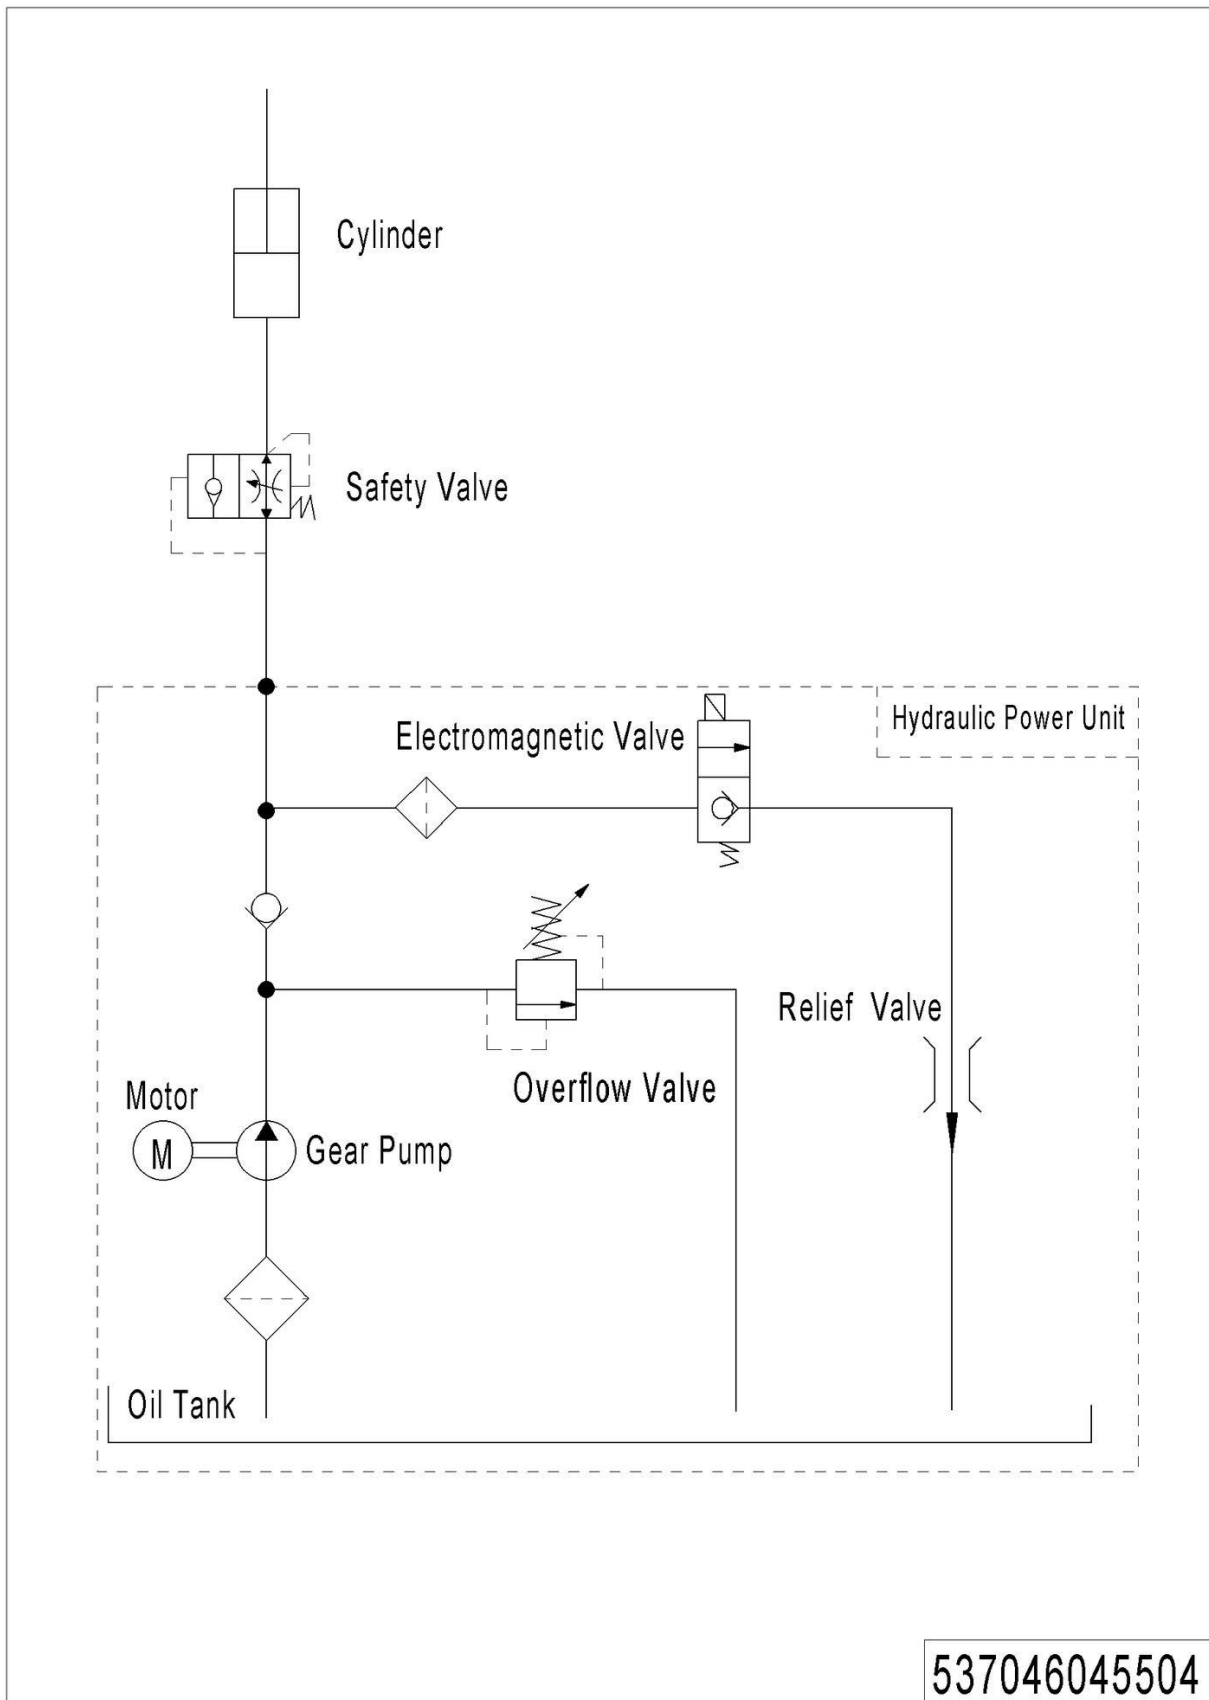 Cylinder
Safety Valve
Hydraulic Power Unit
Electromagnetic Valve
Relief Valve
Overflow Valve
Motor
M
Gear Pump
Oil Tank
537046045504